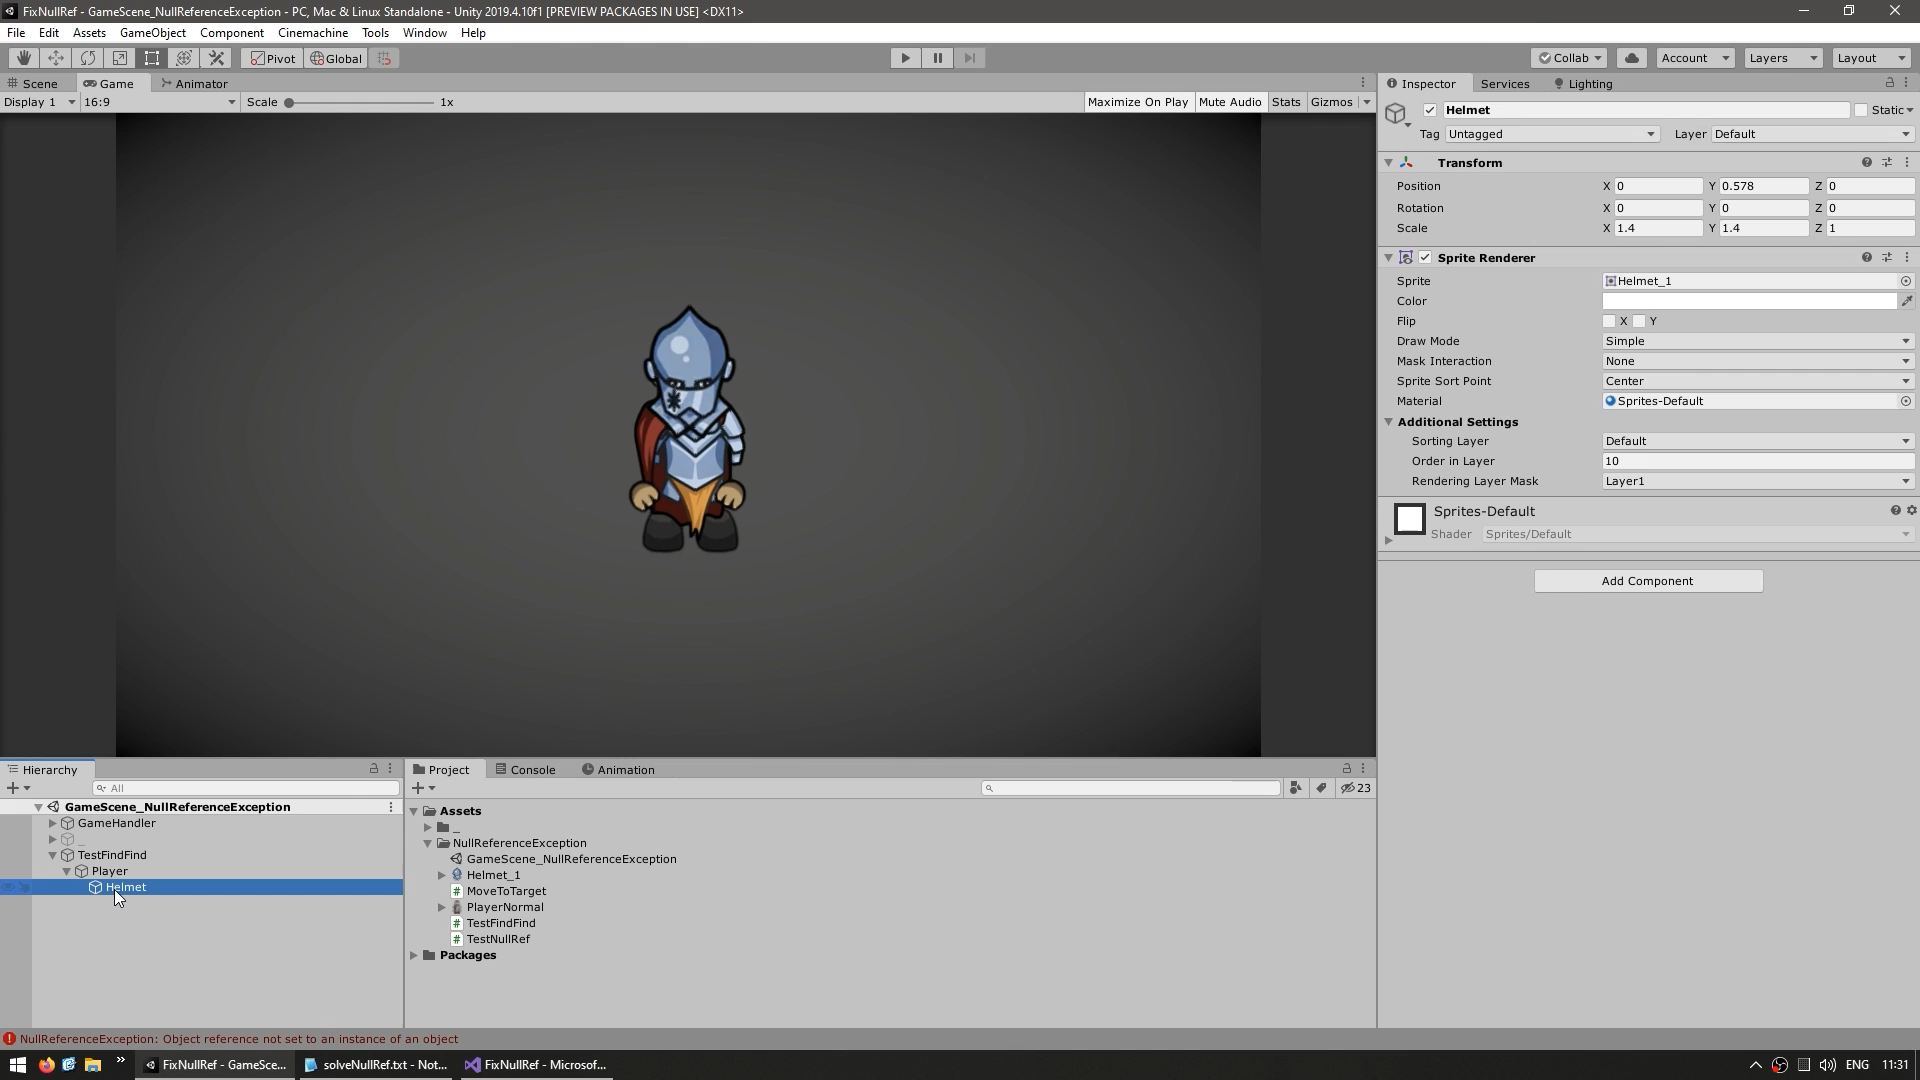 FixNullRef - GameScene_NullReferenceException - PC, Mac & Linux Standalone - Unity 2019.4.10f1 [PREVIEW PACKAGES IN USE] <DX11>
File Edit Assets GameObject Component Cinemachine Tools Window Help
Pivot Global Collab Account Layers Layout
Scene Game Animator
Display 1 16:9 Scale 1x Maximize On Play Mute Audio Stats Gizmos
Inspector Services Lighting
Helmet Static
Tag Untagged Layer Default
Transform
Position X 0 Y 0.578 Z 0
Rotation X 0 Y 0 Z 0
Scale X 1.4 Y 1.4 Z 1
Sprite Renderer
Sprite Helmet_1
Color
Flip X Y
Draw Mode Simple
Mask Interaction None
Sprite Sort Point Center
Material Sprites-Default
Additional Settings
Sorting Layer Default
Order in Layer 10
Rendering Layer Mask Layer1
Sprites-Default
Shader Sprites/Default
Add Component
Hierarchy
All
GameScene_NullReferenceException
GameHandler
_
TestFindFind
Player
Helmet
Project Console Animation
23
Assets
_
NullReferenceException
GameScene_NullReferenceException
Helmet_1
MoveToTarget
PlayerNormal
TestFindFind
TestNullRef
Packages
NullReferenceException: Object reference not set to an instance of an object
FixNullRef - GameSce... solveNullRef.txt - Not... FixNullRef - Microsof... ENG 11:31